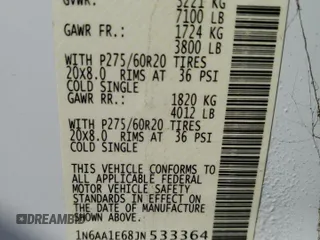 GVWR: 3221 KG
7100 LB
GAWR FR.: 1724 KG
3800 LB
WITH P275/60R20 TIRES
20X8.0 RIMS AT 36 PSI
COLD SINGLE
GAWR RR.: 1820 KG
4012 LB
WITH P275/60R20 TIRES
20X8.0 RIMS AT 36 PSI
COLD SINGLE
THIS VEHICLE CONFORMS TO
ALL APPLICABLE FEDERAL
MOTOR VEHICLE SAFETY
STANDARDS IN EFFECT ON THE
DATE OF MANUFACTURE SHOWN
ABOVE.
1N6AA1E68JN533364
DREAMBID